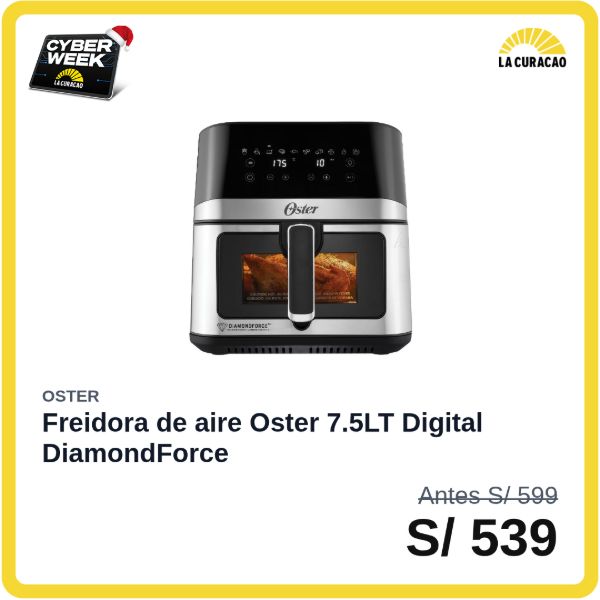 CYBER
WEEK
LA CURACAO
LA CURACAO
175
10
Oster
DIAMONDFORCE
OSTER
Freidora de aire Oster 7.5LT Digital
DiamondForce
Antes S/ 599
S/ 539